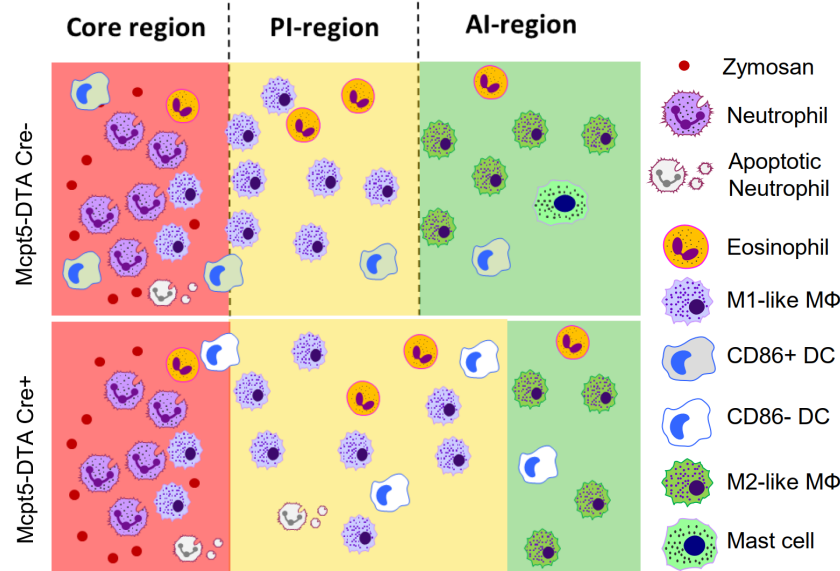 Core region
PI-region
AI-region
Mcpt5-DTA Cre-
Mcpt5-DTA Cre+
Zymosan
Neutrophil
Apoptotic
Neutrophil
Eosinophil
M1-like MΦ
CD86+ DC
CD86- DC
M2-like MΦ
Mast cell